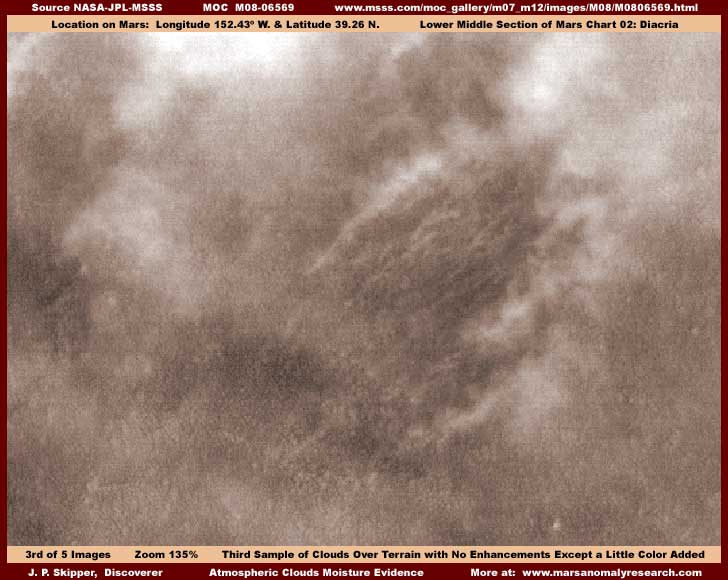 Source NASA-JPL-MSSS MOC M08-06569 www.msss.com/moc_gallery/m07_m12/images/M08/M0806569.html
Location on Mars: Longitude 152.43º W. & Latitude 39.26 N. Lower Middle Section of Mars Chart 02: Diacria
3rd of 5 Images Zoom 135% Third Sample of Clouds Over Terrain with No Enhancements Except a Little Color Added
J. P. Skipper, Discoverer Atmospheric Clouds Moisture Evidence More at: www.marsanomalyresearch.com